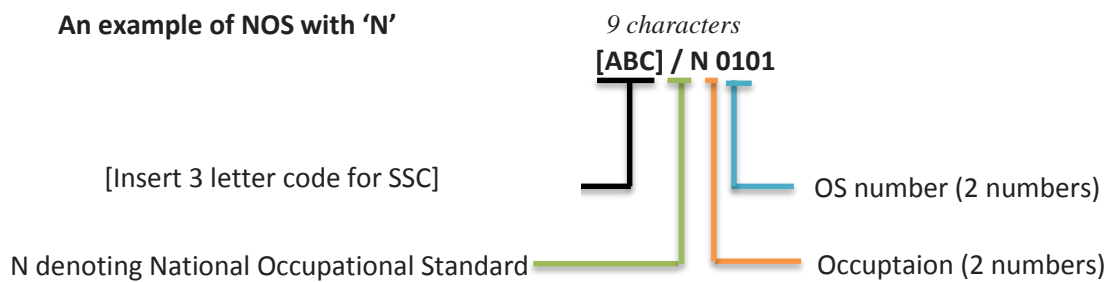 An example of NOS with ‘N’
9 characters
[ABC] / N 0101
[Insert 3 letter code for SSC]
OS number (2 numbers)
N denoting National Occupational Standard
Occuptaion (2 numbers)